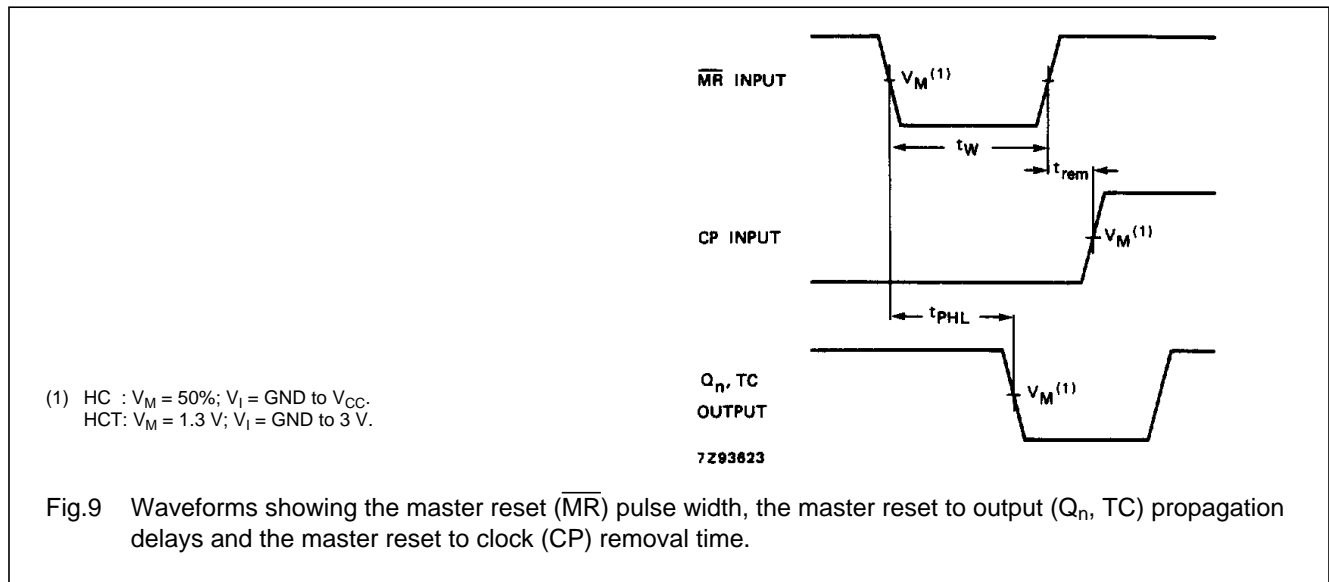 M̅R̅ INPUT
V_M^(1)
t_W
t_rem
CP INPUT
V_M^(1)
t_PHL
Q_n, TC
OUTPUT
V_M^(1)
7Z93623
(1) HC : V_M = 50%; V_I = GND to V_CC.
HCT: V_M = 1.3 V; V_I = GND to 3 V.
Fig.9 Waveforms showing the master reset (M̅R̅) pulse width, the master reset to output (Q_n, TC) propagation
delays and the master reset to clock (CP) removal time.